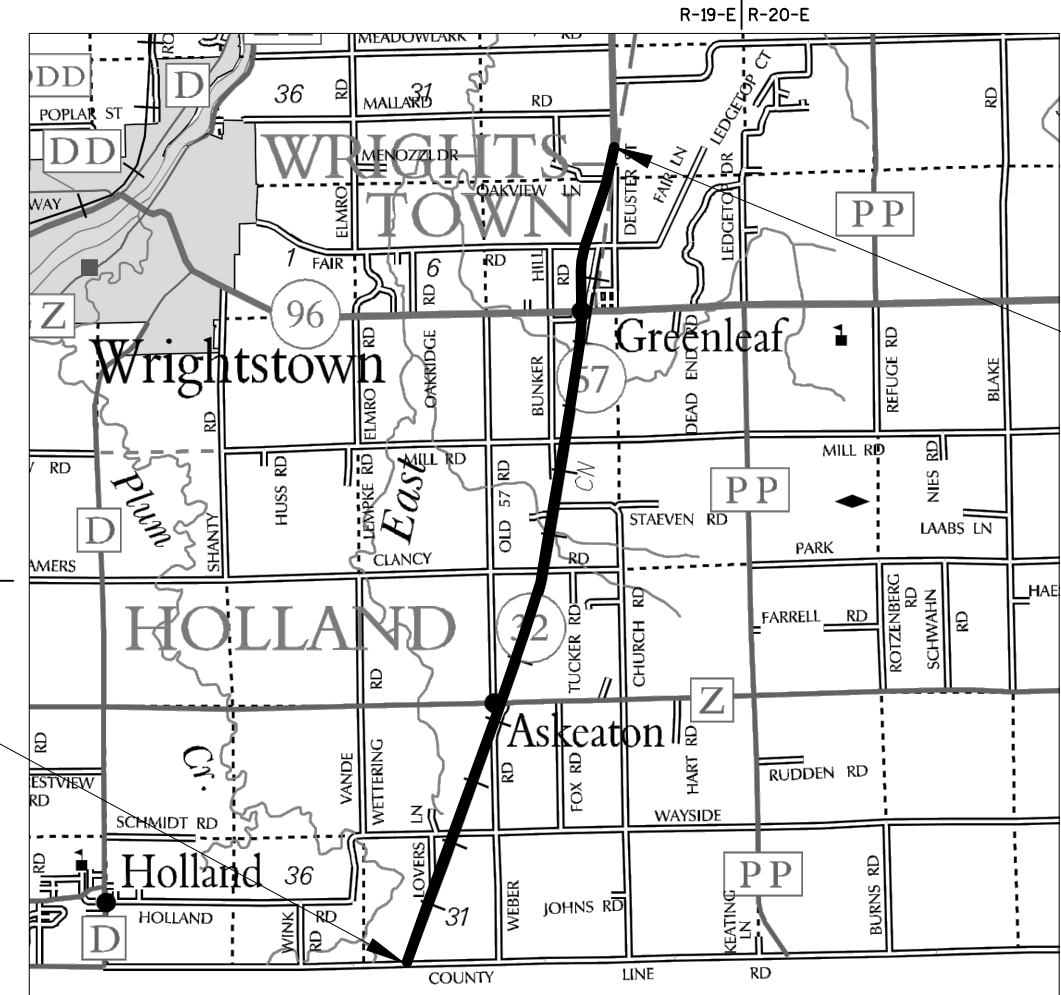 R-19-E R-20-E
MEADOWLARK RD
RD
DDD
D
36
RD
31
MALLARD RD
LEDGETOP CT
RD
POPLAR ST
DD
WRIGHTS-
TOWN
MENOZZI DR
OAKVIEW LN
ELMRO
DEUSTER ST
FAIR LN
LEDGETOP DR
PP
WAY
1
FAIR
6
RD
HILL
RD
RD
Z
96
Greenleaf
Wrightstown
57
RD
ELMRO RD
OAKRIDGE
BUNKER
DEAD END RD
REFUGE RD
BLAKE
RD
MILL RD
MILL RD
Plum
HUSS RD
LEMPKE RD
East
OLD 57 RD
CN
PP
NIES RD
D
SHANTY
STAEVEN RD
LAABS LN
AMERS
CLANCY
RD
PARK
HOLLAND
32
TUCKER RD
CHURCH RD
FARRELL RD
ROTZENBERG RD
SCHWAHN
RD
HAE
RD
Z
Askeaton
RD
Cr.
VANDE
WETTERING
RD
FOX RD
HART RD
RUDDEN RD
ESTVIEW
RD
SCHMIDT RD
LN
WAYSIDE
RD
Holland
36
LOVERS
PP
HOLLAND RD
WINK
RD
31
WEBER
JOHNS RD
KEATING
LN
BURNS RD
D
COUNTY LINE RD